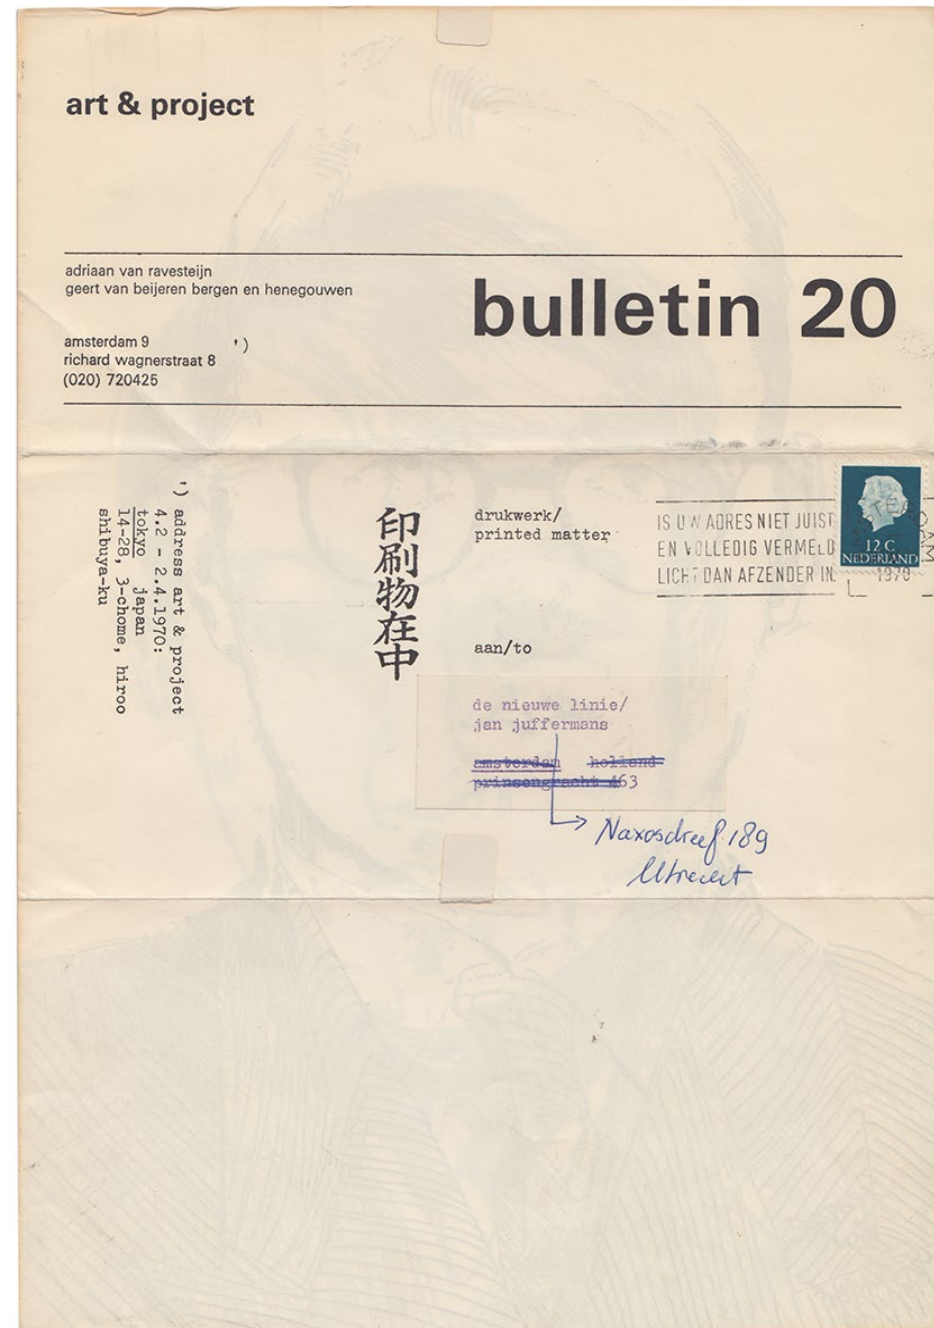 art & project
adriaan van ravesteijn
geert van beijeren bergen en henegouwen
bulletin 20
amsterdam 9 ')
richard wagnerstraat 8
(020) 720425
') address art & project
4.2 - 2.4.1970:
tokyo japan
14-28, 3-chome, hiroo
shibuya-ku
印刷物在中
drukwerk/
printed matter
IS UW ADRES NIET JUIST
EN VOLLEDIG VERMELD
LICHT DAN AFZENDER IN
12 C
NEDERLAND
1970
aan/to
de nieuwe linie/
jan juffermans
amsterdam holland
prinsengracht 463
Naxosdreef 189
Utrecht